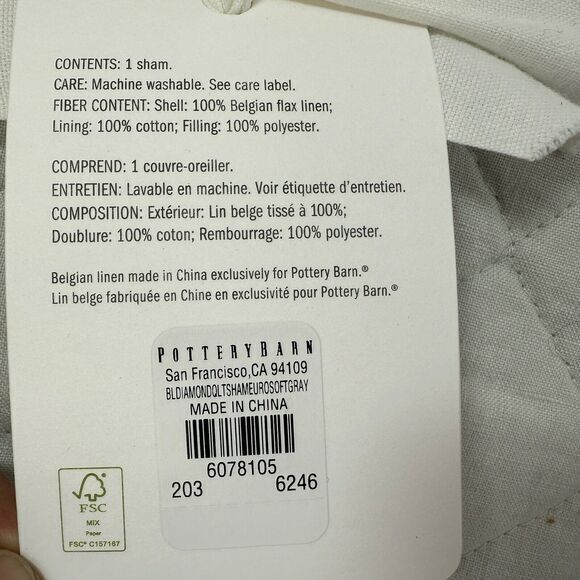 CONTENTS: 1 sham.
CARE: Machine washable. See care label.
FIBER CONTENT: Shell: 100% Belgian flax linen;
Lining: 100% cotton; Filling: 100% polyester.
COMPREND: 1 couvre-oreiller.
ENTRETIEN: Lavable en machine. Voir étiquette d'entretien.
COMPOSITION: Extérieur: Lin belge tissé à 100%;
Doublure: 100% coton; Rembourrage: 100% polyester.
Belgian linen made in China exclusively for Pottery Barn.®
Lin belge fabriquée en Chine en exclusivité pour Pottery Barn.®
POTTERY BARN
San Francisco,CA 94109
BLDIAMONDQLTSHAMEUROSOFTGRAY
MADE IN CHINA
6078105
203 6246
FSC
MIX
Paper
FSC® C157167